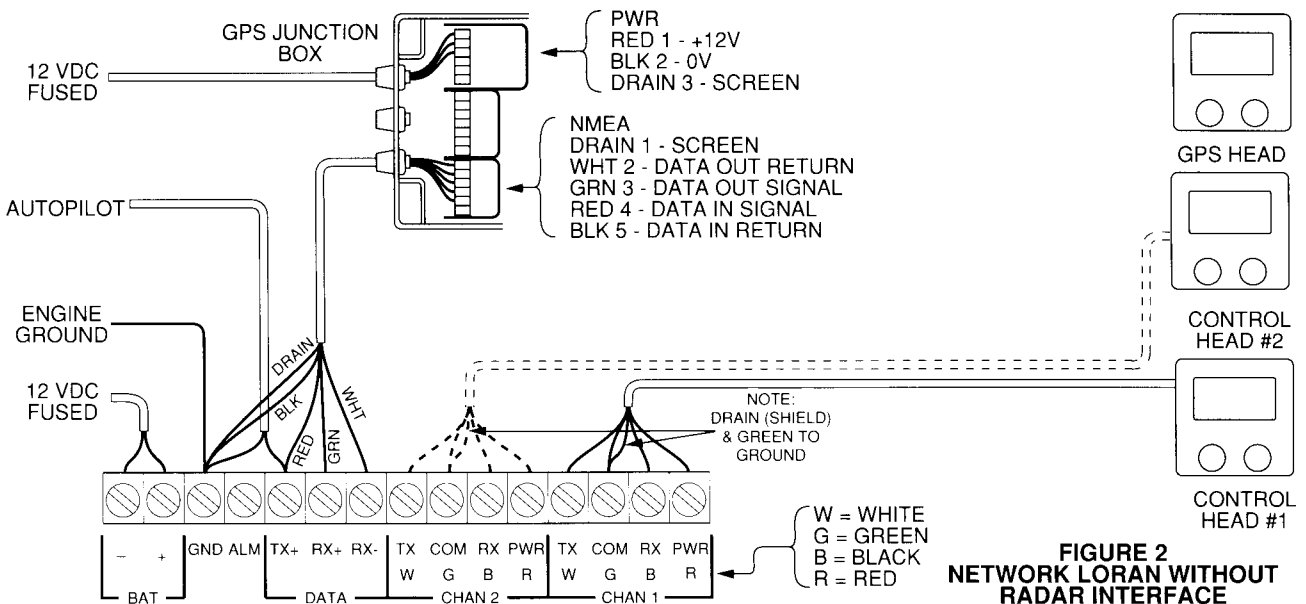 GPS JUNCTION
BOX
12 VDC
FUSED
PWR
RED 1 - +12V
BLK 2 - 0V
DRAIN 3 - SCREEN
NMEA
DRAIN 1 - SCREEN
WHT 2 - DATA OUT RETURN
GRN 3 - DATA OUT SIGNAL
RED 4 - DATA IN SIGNAL
BLK 5 - DATA IN RETURN
GPS HEAD
AUTOPILOT
CONTROL
HEAD #2
ENGINE
GROUND
12 VDC
FUSED
DRAIN
BLK
RED
GRN
WHT
NOTE:
DRAIN (SHIELD)
& GREEN TO
GROUND
CONTROL
HEAD #1
– + GND ALM TX+ RX+ RX- TX COM RX PWR TX COM RX PWR
W G B R W G B R
BAT DATA CHAN 2 CHAN 1
W = WHITE
G = GREEN
B = BLACK
R = RED
FIGURE 2
NETWORK LORAN WITHOUT
RADAR INTERFACE